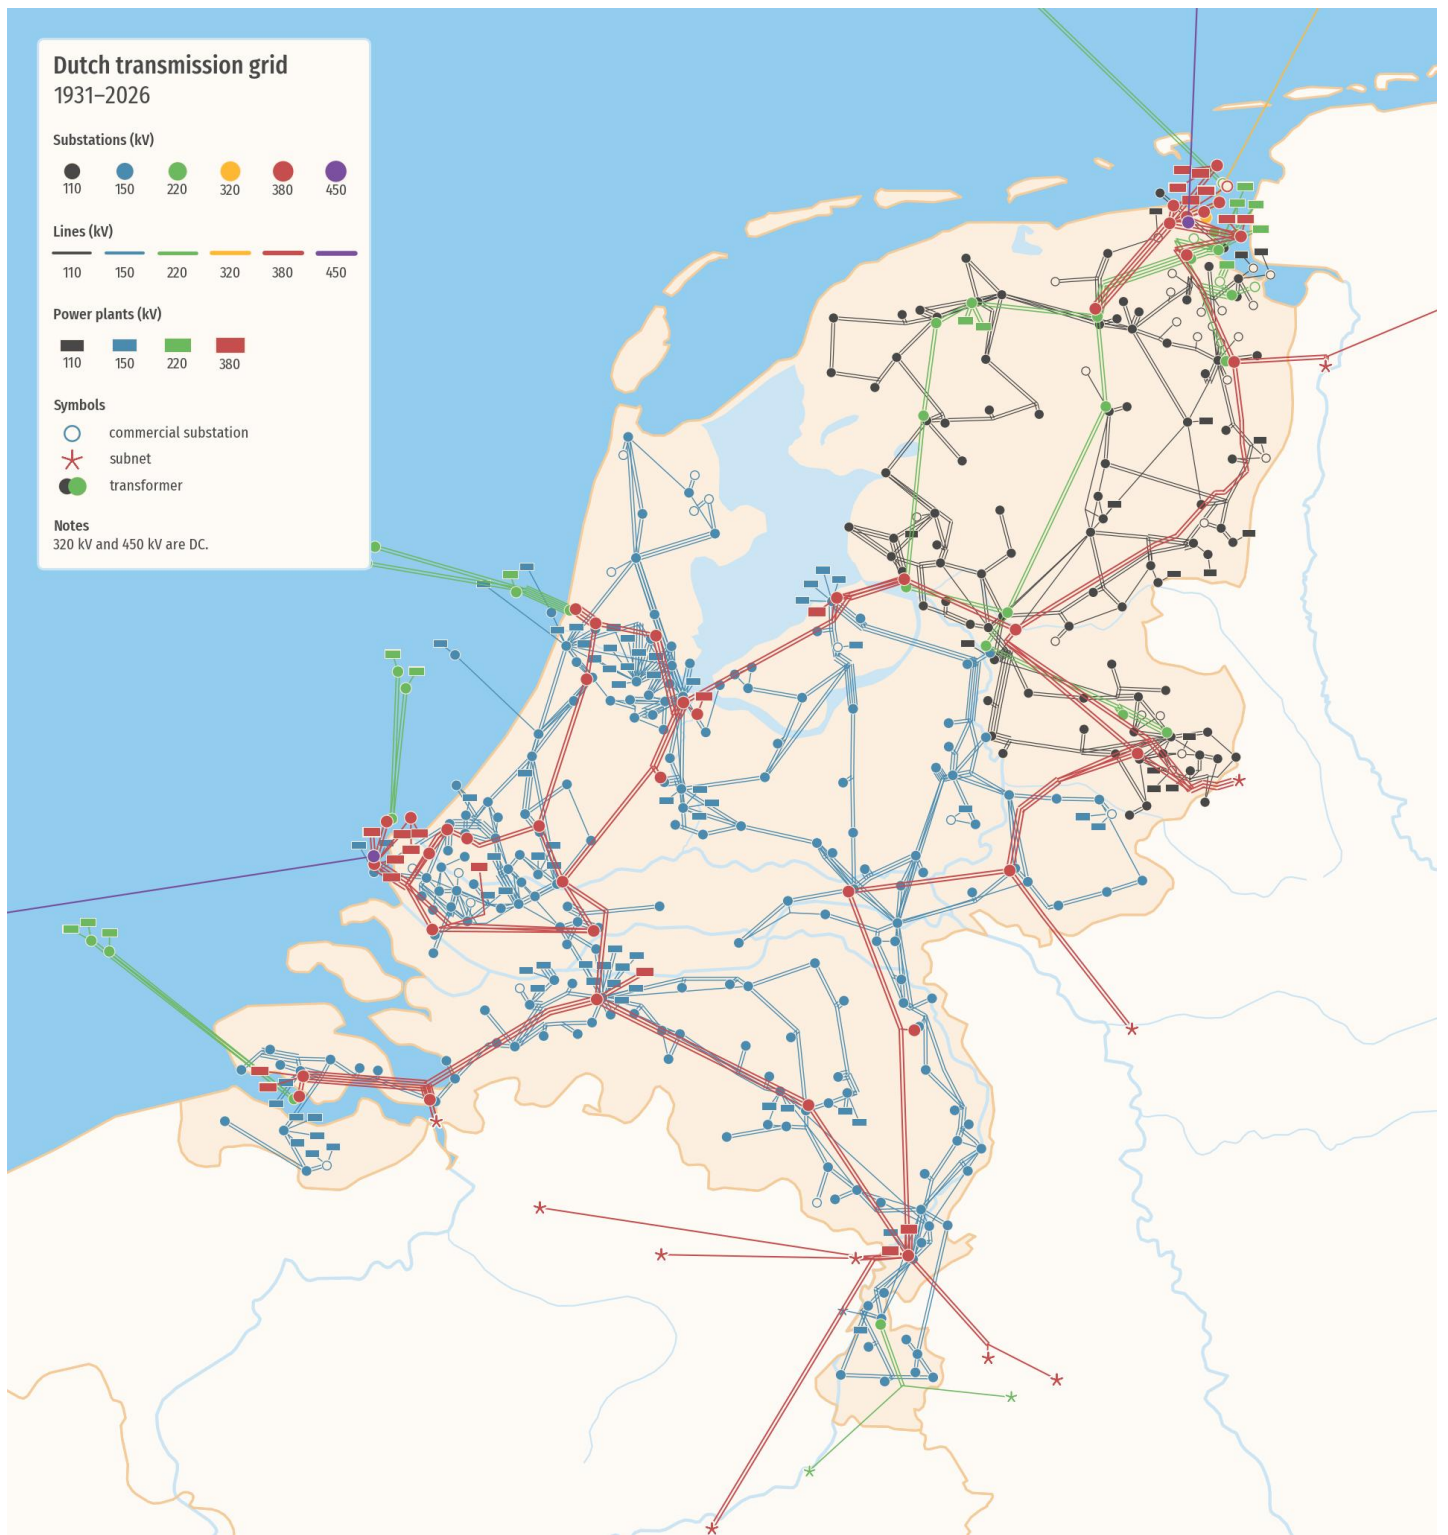 Dutch transmission grid
1931–2026
Substations (kV)
110 150 220 320 380 450
Lines (kV)
110 150 220 320 380 450
Power plants (kV)
110 150 220 380
Symbols
commercial substation
subnet
transformer
Notes
320 kV and 450 kV are DC.